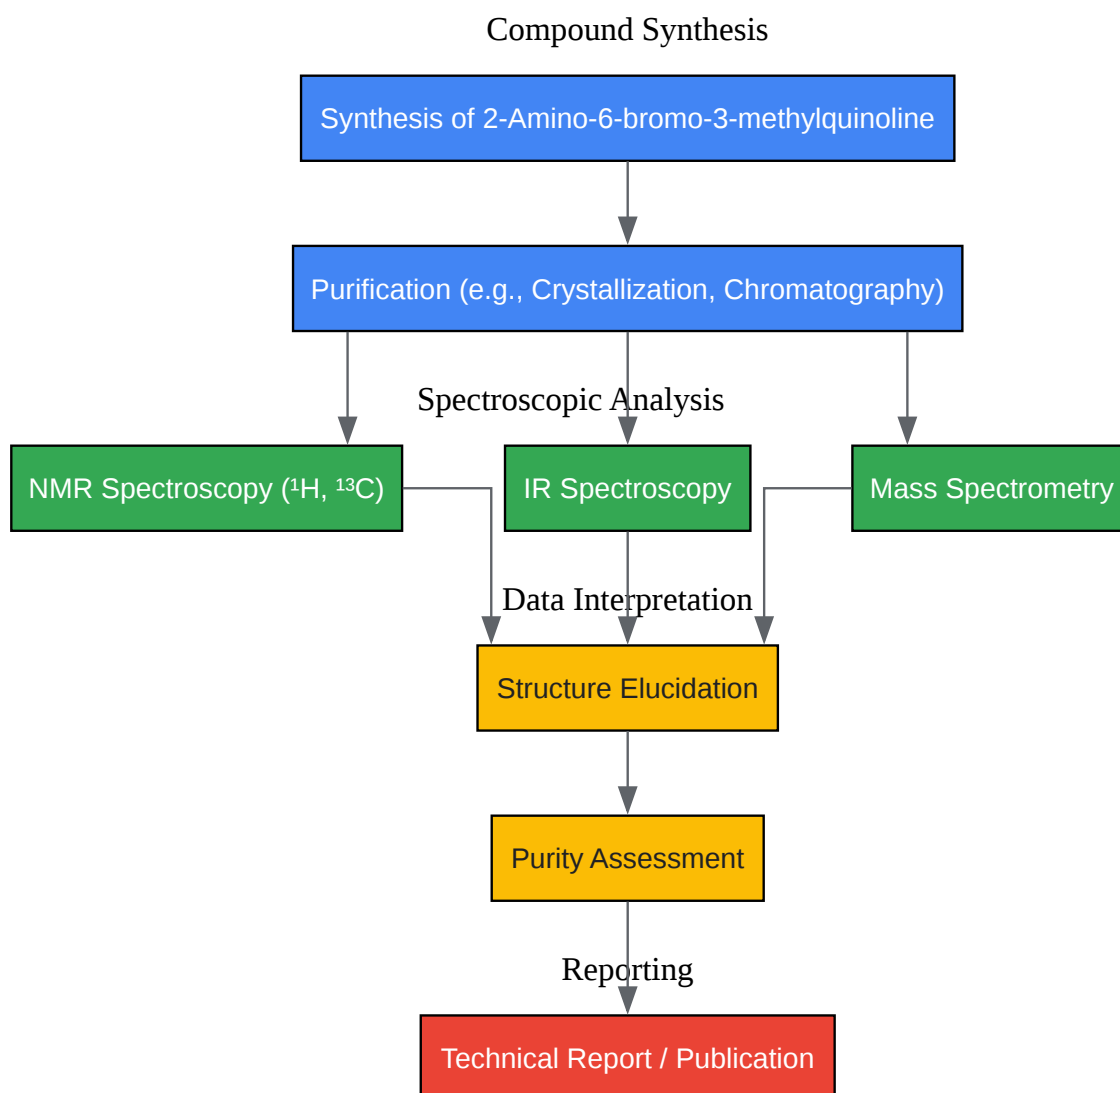 Compound Synthesis
Synthesis of 2-Amino-6-bromo-3-methylquinoline
Purification (e.g., Crystallization, Chromatography)
Spectroscopic Analysis
NMR Spectroscopy (¹H, ¹³C)
IR Spectroscopy
Mass Spectrometry
Data Interpretation
Structure Elucidation
Purity Assessment
Reporting
Technical Report / Publication